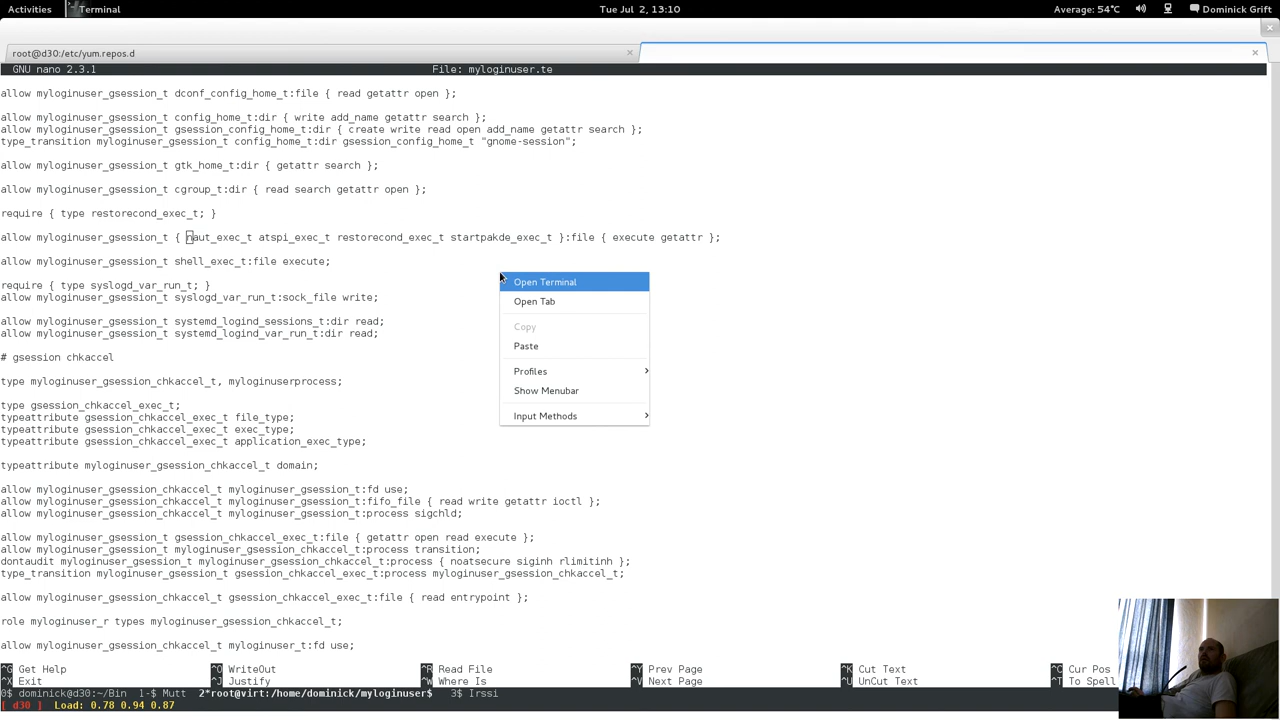 Activities Terminal Tue Jul 2, 13:10 Average: 54°C Dominick Grift
root@d30:/etc/yum.repos.d
GNU nano 2.3.1 File: myloginuser.te
allow myloginuser_gsession_t dconf_config_home_t:file { read getattr open };
allow myloginuser_gsession_t config_home_t:dir { write add_name getattr search };
allow myloginuser_gsession_t gsession_config_home_t:dir { create write read open add_name getattr search };
type_transition myloginuser_gsession_t config_home_t:dir gsession_config_home_t "gnome-session";
allow myloginuser_gsession_t gtk_home_t:dir { getattr search };
allow myloginuser_gsession_t cgroup_t:dir { read search getattr open };
require { type restorecond_exec_t; }
allow myloginuser_gsession_t { naut_exec_t atspi_exec_t restorecond_exec_t startpakde_exec_t }:file { execute getattr };
allow myloginuser_gsession_t shell_exec_t:file execute;
require { type syslogd_var_run_t; }
allow myloginuser_gsession_t syslogd_var_run_t:sock_file write;
allow myloginuser_gsession_t systemd_logind_sessions_t:dir read;
allow myloginuser_gsession_t systemd_logind_var_run_t:dir read;
# gsession chkaccel
type myloginuser_gsession_chkaccel_t, myloginuserprocess;
type gsession_chkaccel_exec_t;
typeattribute gsession_chkaccel_exec_t file_type;
typeattribute gsession_chkaccel_exec_t exec_type;
typeattribute gsession_chkaccel_exec_t application_exec_type;
typeattribute myloginuser_gsession_chkaccel_t domain;
allow myloginuser_gsession_chkaccel_t myloginuser_gsession_t:fd use;
allow myloginuser_gsession_chkaccel_t myloginuser_gsession_t:fifo_file { read write getattr ioctl };
allow myloginuser_gsession_chkaccel_t myloginuser_gsession_t:process sigchld;
allow myloginuser_gsession_t gsession_chkaccel_exec_t:file { getattr open read execute };
allow myloginuser_gsession_t myloginuser_gsession_chkaccel_t:process transition;
dontaudit myloginuser_gsession_t myloginuser_gsession_chkaccel_t:process { noatsecure siginh rlimitinh };
type_transition myloginuser_gsession_t gsession_chkaccel_exec_t:process myloginuser_gsession_chkaccel_t;
allow myloginuser_gsession_chkaccel_t gsession_chkaccel_exec_t:file { read entrypoint };
role myloginuser_r types myloginuser_gsession_chkaccel_t;
allow myloginuser_gsession_chkaccel_t myloginuser_t:fd use;
Open Terminal
Open Tab
Copy
Paste
Profiles
Show Menubar
Input Methods
^G Get Help ^O WriteOut ^R Read File ^Y Prev Page ^K Cut Text ^C Cur Pos
^X Exit ^J Justify ^W Where Is ^V Next Page ^U UnCut Text ^T To Spell
0$ dominick@d30:~/Bin 1-$ Mutt 2*root@virt:/home/dominick/myloginuser$ 3$ Irssi
[ d30 ] Load: 0.78 0.94 0.87